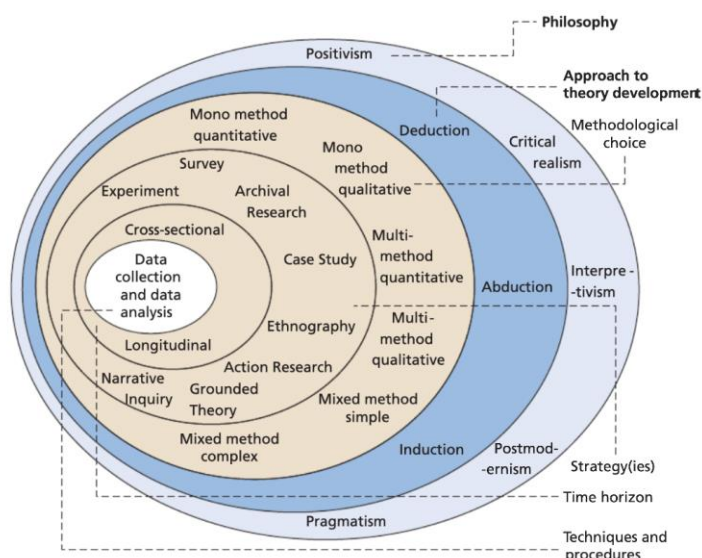 Philosophy
Positivism
Approach to
theory development
Mono method
quantitative
Deduction
Methodological
choice
Critical
realism
Mono
method
qualitative
Survey
Experiment
Archival
Research
Cross-sectional
Multi-
method
quantitative
Case Study
Data
collection
and data
analysis
Abduction
Interpre-
-tivism
Ethnography
Multi-
method
qualitative
Longitudinal
Action Research
Narrative
Inquiry
Grounded
Theory
Mixed method
simple
Mixed method
complex
Induction
Postmod-
-ernism
Strategy(ies)
Time horizon
Pragmatism
Techniques and
procedures